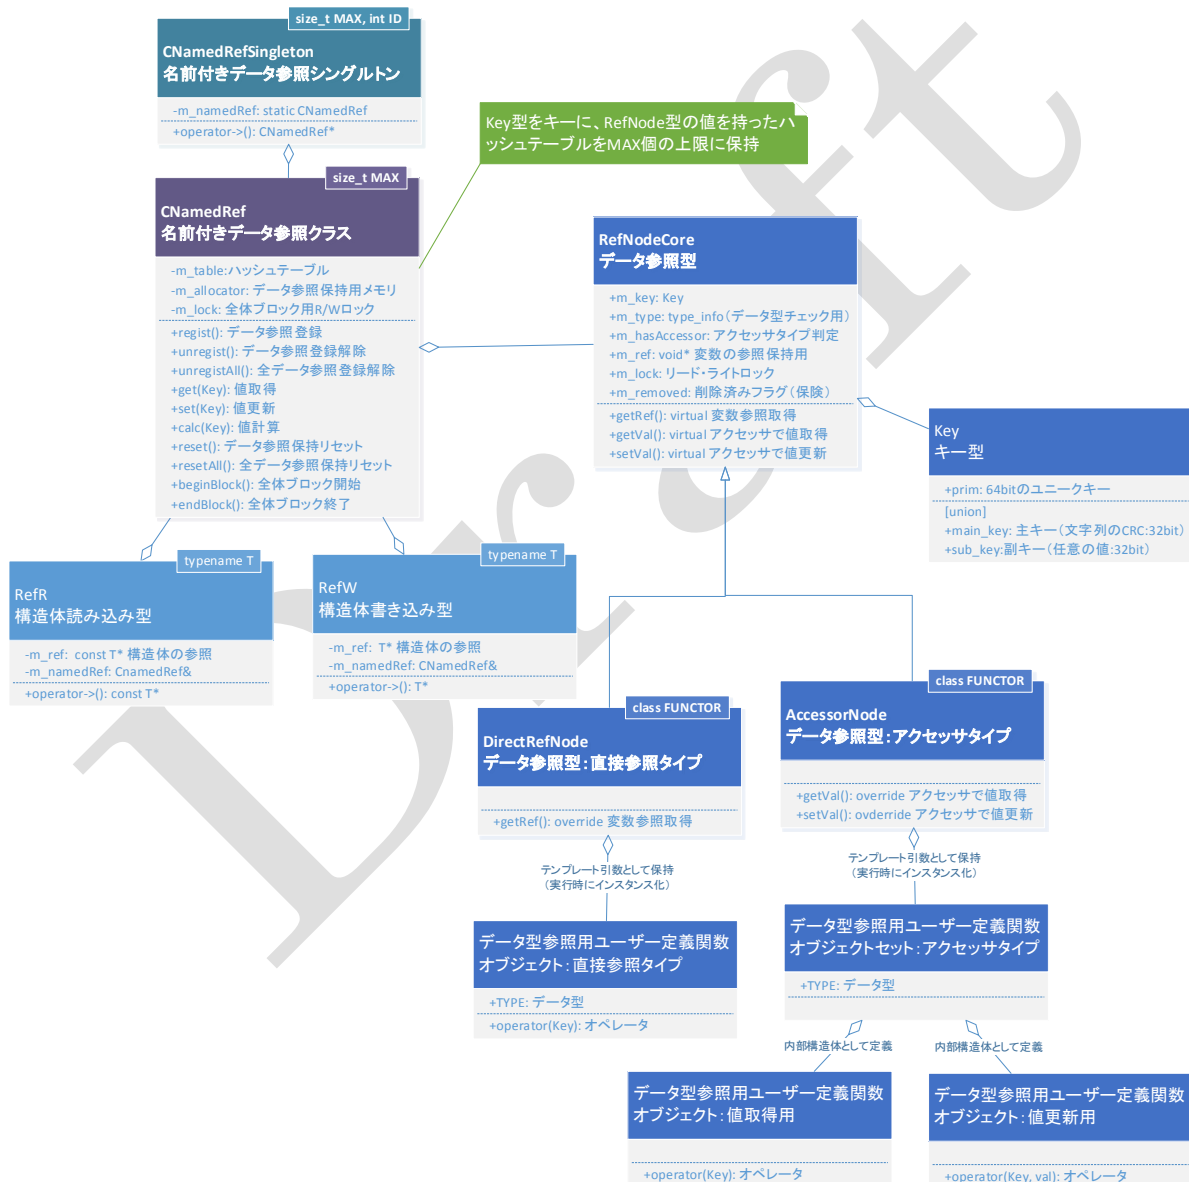 size_t MAX, int ID
CNamedRefSingleton
名前付きデータ参照シングルトン
-m_namedRef: static CNamedRef
+operator->(): CNamedRef*
Key型をキーに、RefNode型の値を持ったハ
ッシュテーブルをMAX個の上限に保持
size_t MAX
CNamedRef
名前付きデータ参照クラス
-m_table:ハッシュテーブル
-m_allocator: データ参照保持用メモリ
-m_lock: 全体ブロック用R/Wロック
+regist(): データ参照登録
+unregist(): データ参照登録解除
+unregistAll(): 全データ参照登録解除
+get(Key): 値取得
+set(Key): 値更新
+calc(Key): 値計算
+reset(): データ参照保持リセット
+resetAll(): 全データ参照保持リセット
+beginBlock(): 全体ブロック開始
+endBlock(): 全体ブロック終了
RefNodeCore
データ参照型
+m_key: Key
+m_type: type_info（データ型チェック用）
+m_hasAccessor: アクセッサタイプ判定
+m_ref: void* 変数の参照保持用
+m_lock: リード・ライトロック
+m_removed: 削除済みフラグ（保険）
+getRef(): virtual 変数参照取得
+getVal(): virtual アクセッサで値取得
+setVal(): virtual アクセッサで値更新
Key
キー型
+prim: 64bitのユニークキー
[union]
+main_key: 主キー（文字列のCRC:32bit）
+sub_key:副キー（任意の値:32bit）
typename T
RefR
構造体読み込み型
-m_ref: const T* 構造体の参照
-m_namedRef: CnamedRef&
+operator->(): const T*
typename T
RefW
構造体書き込み型
-m_ref: T* 構造体の参照
-m_namedRef: CNamedRef&
+operator->(): T*
class FUNCTOR
DirectRefNode
データ参照型：直接参照タイプ
+getRef(): override 変数参照取得
class FUNCTOR
AccessorNode
データ参照型：アクセッサタイプ
+getVal(): override アクセッサで値取得
+setVal(): ovderride アクセッサで値更新
テンプレート引数として保持
（実行時にインスタンス化）
テンプレート引数として保持
（実行時にインスタンス化）
データ型参照用ユーザー定義関数
オブジェクト：直接参照タイプ
+TYPE: データ型
+operator(Key): オペレータ
データ型参照用ユーザー定義関数
オブジェクトセット：アクセッサタイプ
+TYPE: データ型
内部構造体として定義
内部構造体として定義
データ型参照用ユーザー定義関数
オブジェクト：値取得用
+operator(Key): オペレータ
データ型参照用ユーザー定義関数
オブジェクト：値更新用
+operator(Key, val): オペレータ
Draft